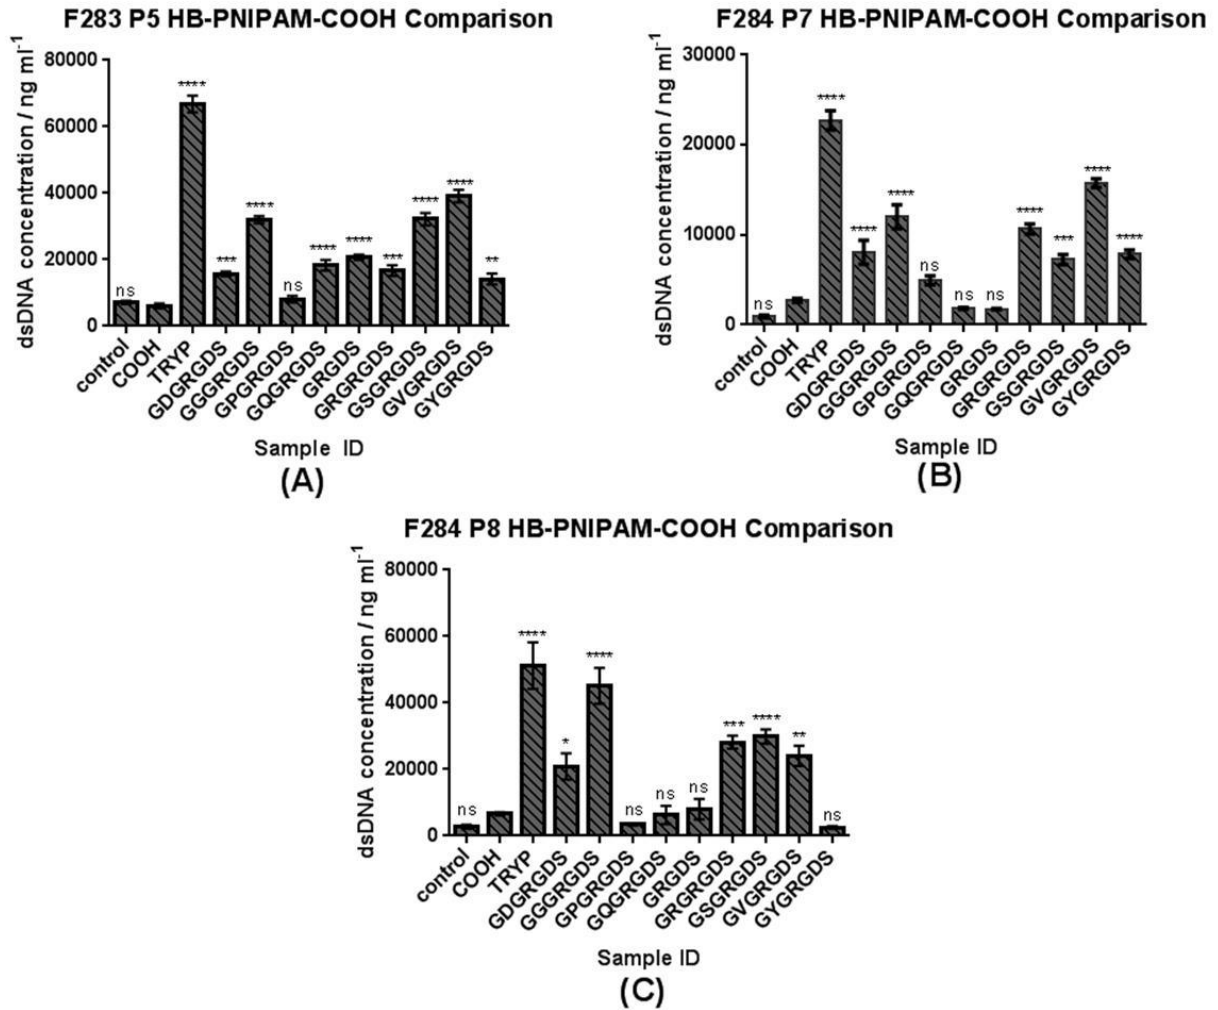 F283 P5 HB-PNIPAM-COOH Comparison
dsDNA concentration / ng ml-1
80000
60000
40000
20000
0
ns
****
***
****
ns
****
****
***
****
****
**
control
COOH
TRYP
GDGRGDS
GGGRGDS
GPGRGDS
GQGRGDS
GRGDS
GRGRGDS
GSGRGDS
GVGRGDS
GYGRGDS
Sample ID
(A)
F284 P7 HB-PNIPAM-COOH Comparison
dsDNA concentration / ng ml-1
30000
20000
10000
0
ns
****
****
****
ns
ns
ns
****
***
****
****
control
COOH
TRYP
GDGRGDS
GGGRGDS
GPGRGDS
GQGRGDS
GRGDS
GRGRGDS
GSGRGDS
GVGRGDS
GYGRGDS
Sample ID
(B)
F284 P8 HB-PNIPAM-COOH Comparison
dsDNA concentration / ng ml-1
80000
60000
40000
20000
0
ns
****
*
****
ns
ns
ns
***
****
**
ns
control
COOH
TRYP
GDGRGDS
GGGRGDS
GPGRGDS
GQGRGDS
GRGDS
GRGRGDS
GSGRGDS
GVGRGDS
GYGRGDS
Sample ID
(C)